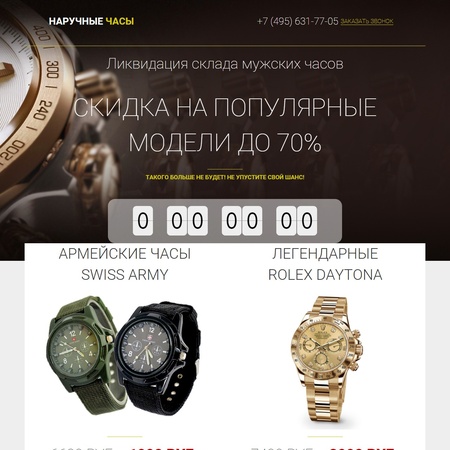 НАРУЧНЫЕ ЧАСЫ
+7 (495) 631-77-05 ЗАКАЗАТЬ ЗВОНОК
Ликвидация склада мужских часов
СКИДКА НА ПОПУЛЯРНЫЕ
МОДЕЛИ ДО 70%
ТАКОГО БОЛЬШЕ НЕ БУДЕТ! НЕ УПУСТИТЕ СВОЙ ШАНС!
0 00 00 00
АРМЕЙСКИЕ ЧАСЫ
SWISS ARMY
ЛЕГЕНДАРНЫЕ
ROLEX DAYTONA